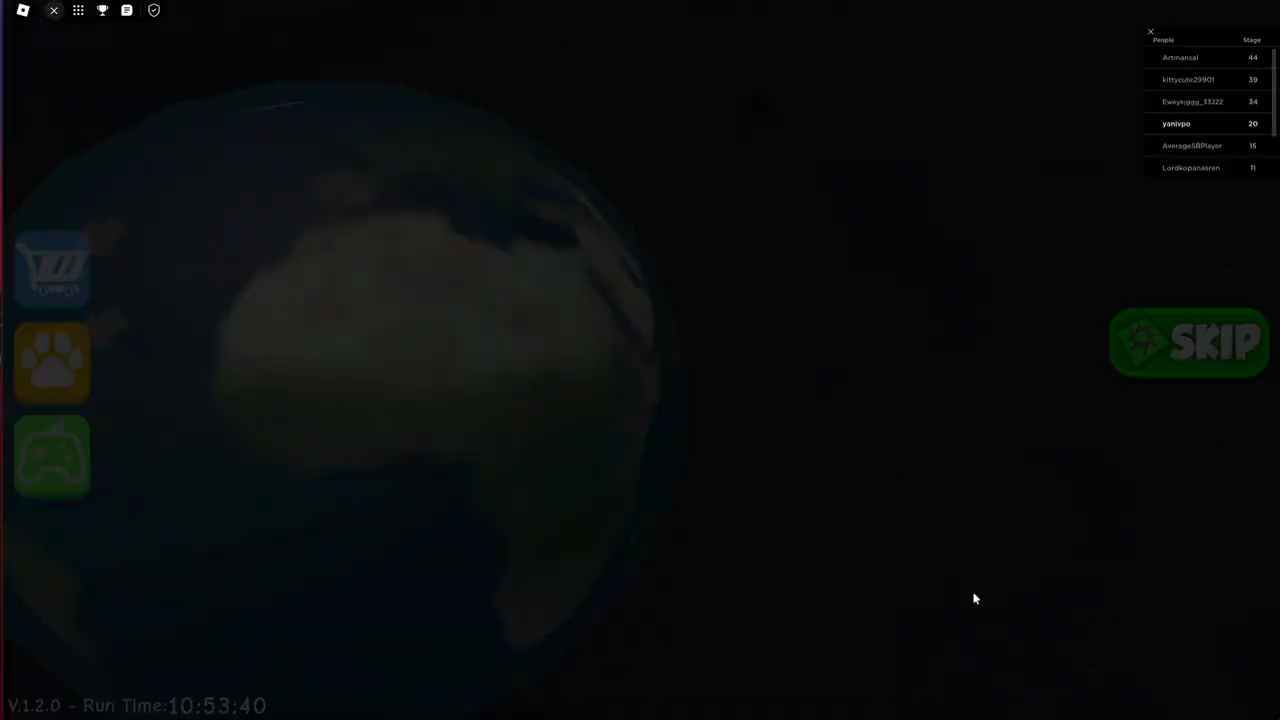 People Stage
Artmansal 44
kittycute29901 39
Eweykjggg_33222 34
yanivpo 20
AverageSBPlayer 15
Lordkopanasren 11
SKIP
V.1.2.0 - Run Time:10:53:40